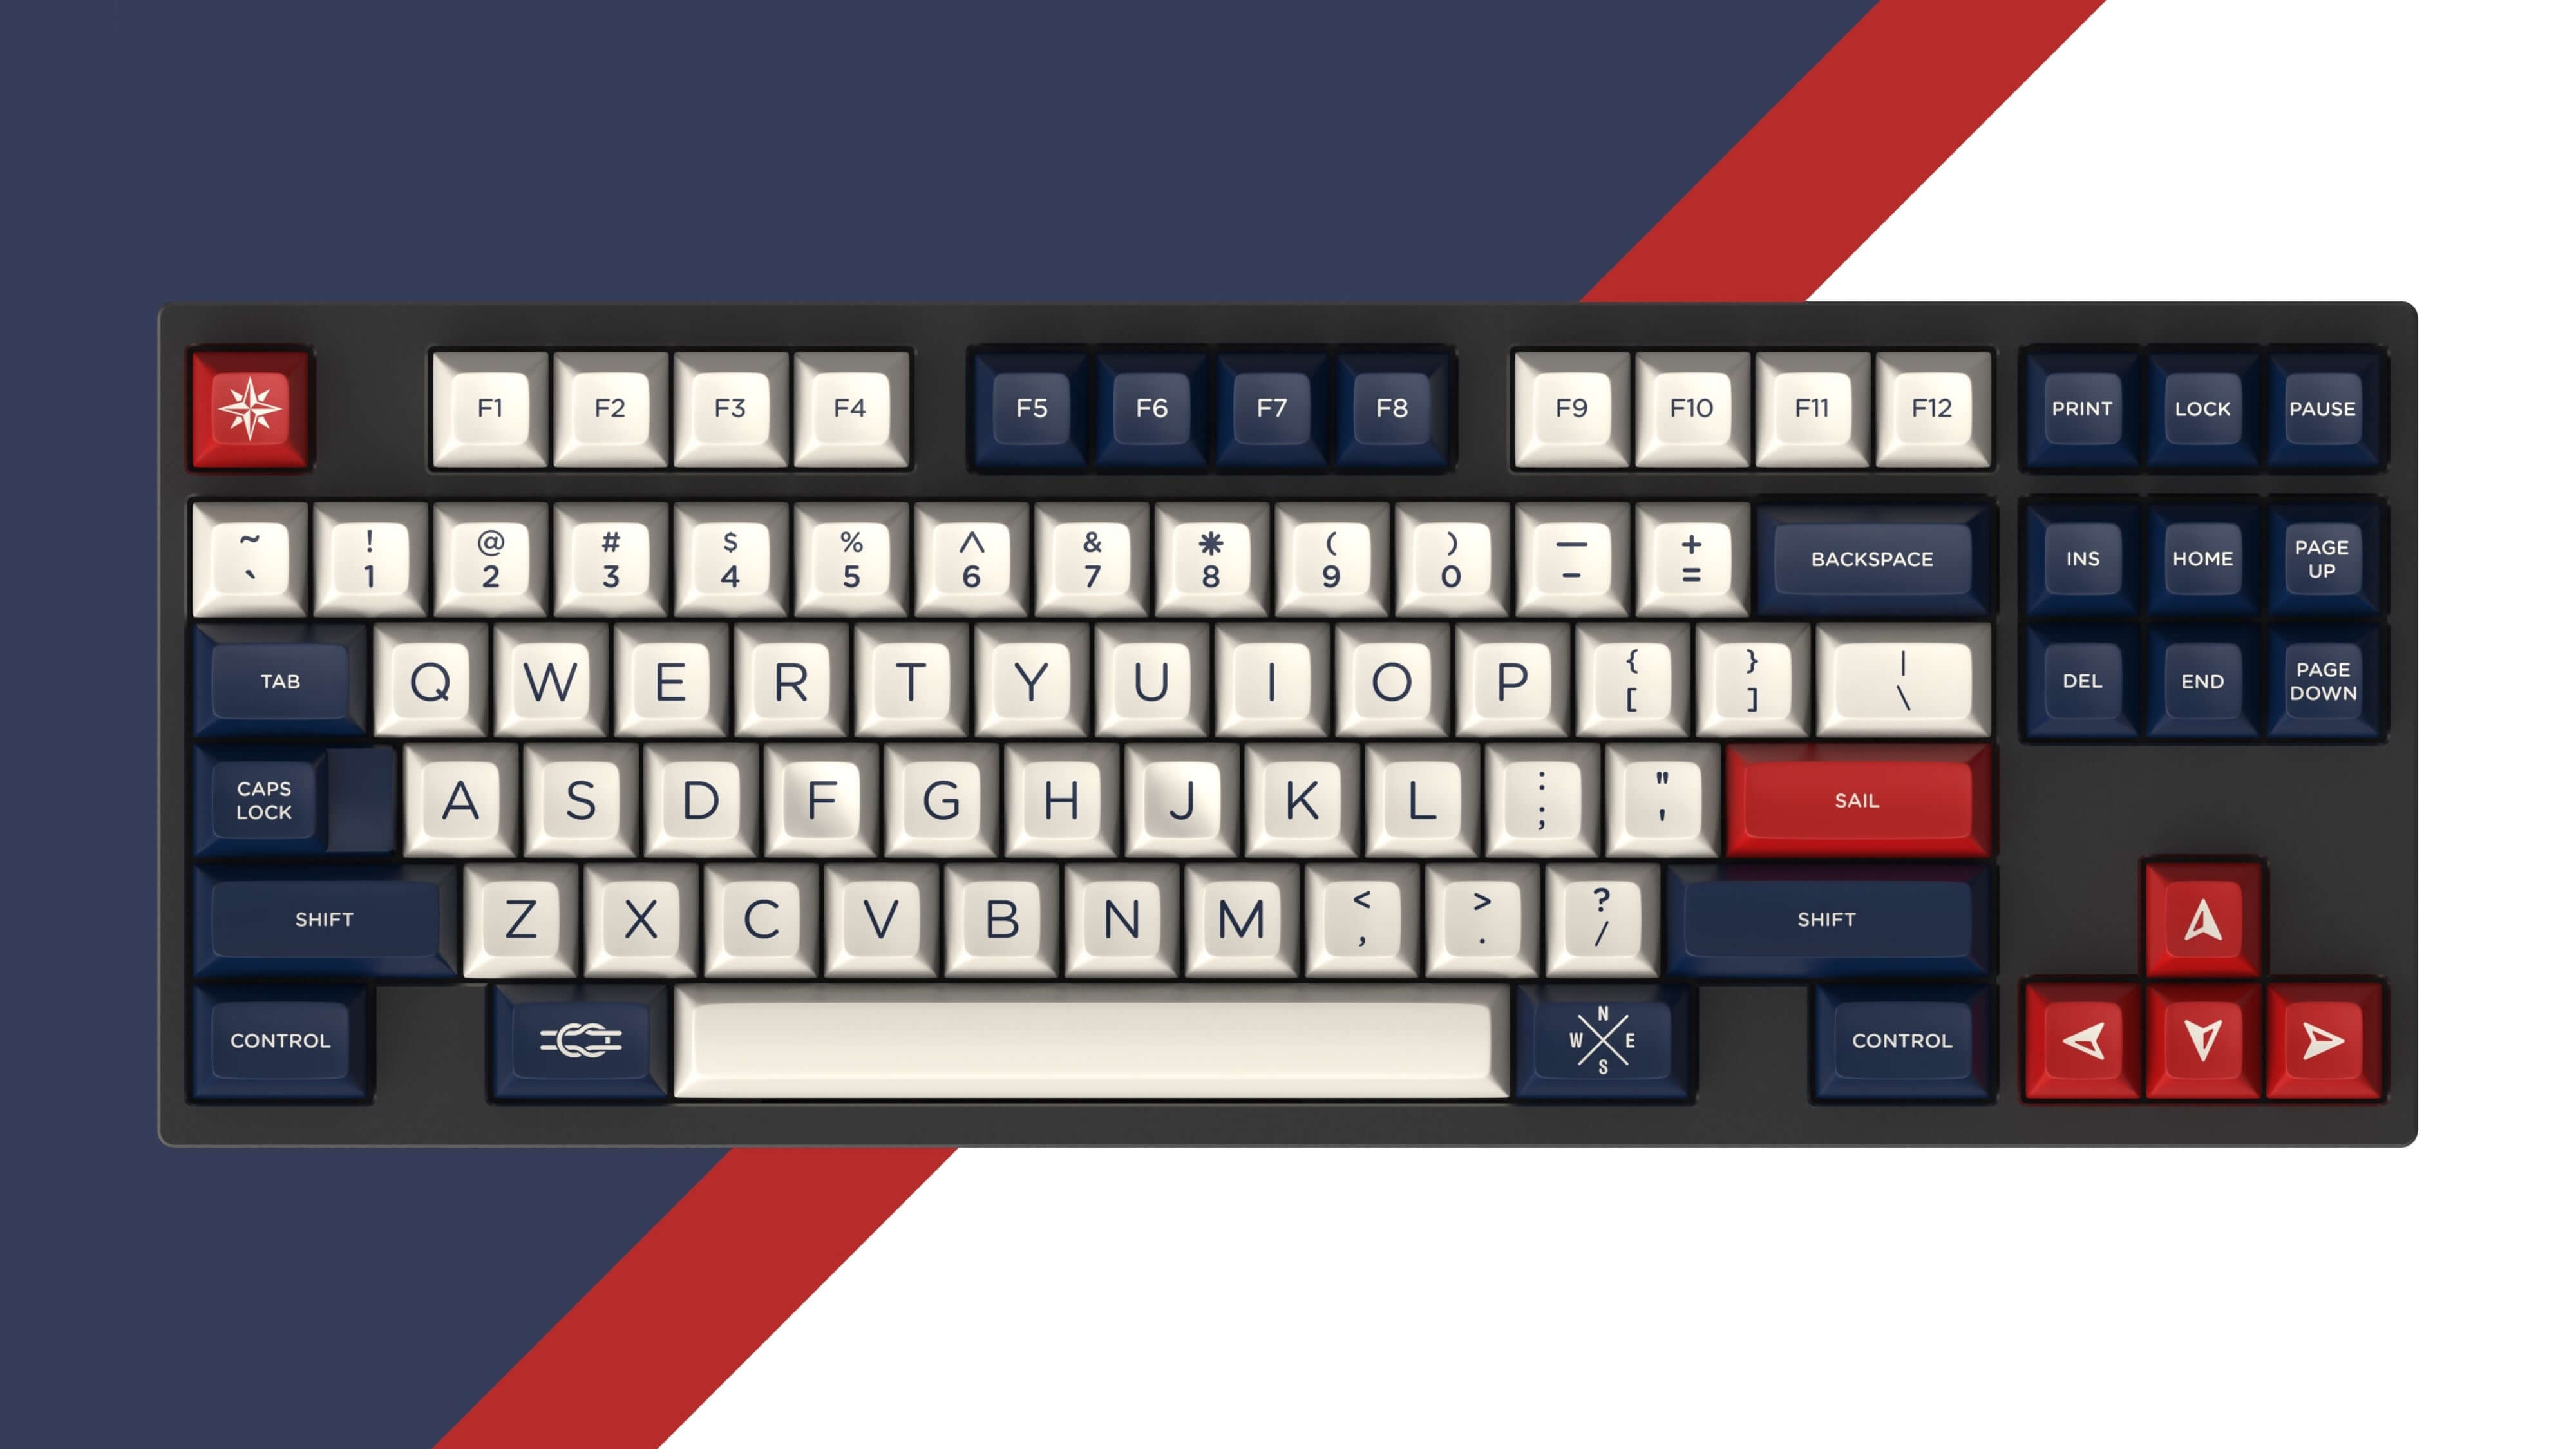 F1 F2 F3 F4 F5 F6 F7 F8 F9 F10 F11 F12 PRINT LOCK PAUSE
~ ! @ # $ % ^ & * ( ) — +
` 1 2 3 4 5 6 7 8 9 0 - = BACKSPACE INS HOME PAGE UP
TAB Q W E R T Y U I O P { [ } ] | \ DEL END PAGE DOWN
CAPS LOCK A S D F G H J K L : ; " ' SAIL
SHIFT Z X C V B N M < , > . ? / SHIFT
CONTROL N W E S CONTROL